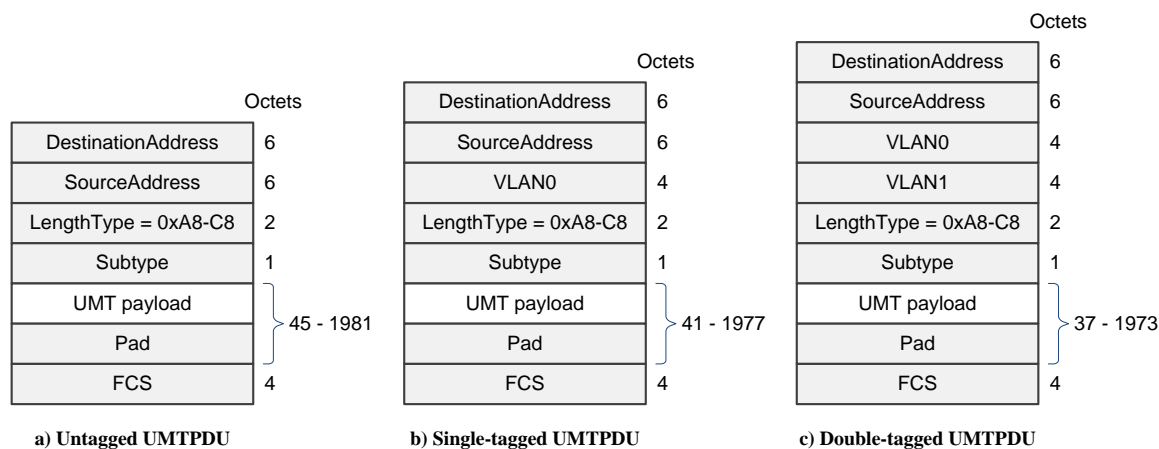 Octets
DestinationAddress 6
SourceAddress 6
LengthType = 0xA8-C8 2
Subtype 1
UMT payload
45 - 1981
Pad
FCS 4
a) Untagged UMTPDU
Octets
DestinationAddress 6
SourceAddress 6
VLAN0 4
LengthType = 0xA8-C8 2
Subtype 1
UMT payload
41 - 1977
Pad
FCS 4
b) Single-tagged UMTPDU
Octets
DestinationAddress 6
SourceAddress 6
VLAN0 4
VLAN1 4
LengthType = 0xA8-C8 2
Subtype 1
UMT payload
37 - 1973
Pad
FCS 4
c) Double-tagged UMTPDU